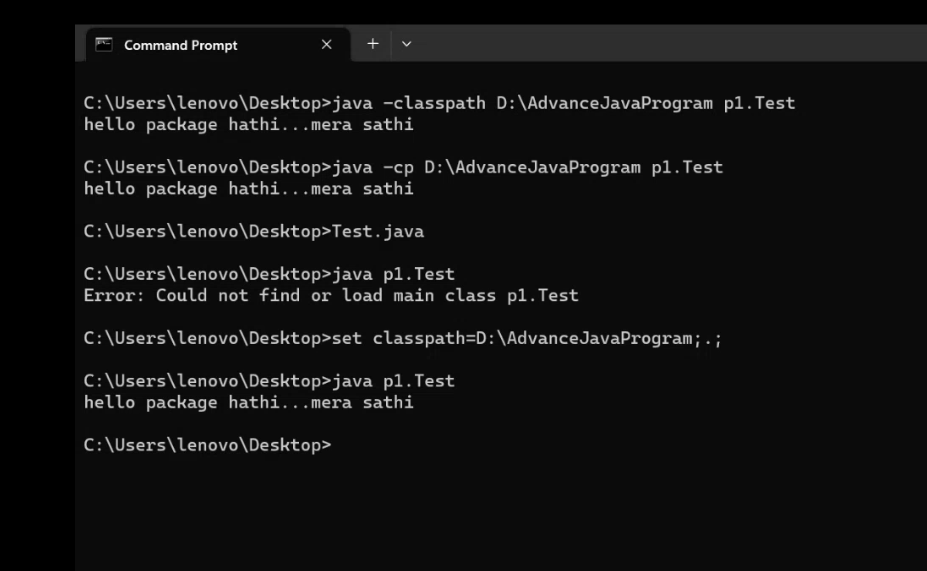 Command Prompt
C:\Users\lenovo\Desktop>java -classpath D:\AdvanceJavaProgram p1.Test
hello package hathi...mera sathi
C:\Users\lenovo\Desktop>java -cp D:\AdvanceJavaProgram p1.Test
hello package hathi...mera sathi
C:\Users\lenovo\Desktop>Test.java
C:\Users\lenovo\Desktop>java p1.Test
Error: Could not find or load main class p1.Test
C:\Users\lenovo\Desktop>set classpath=D:\AdvanceJavaProgram;.;
C:\Users\lenovo\Desktop>java p1.Test
hello package hathi...mera sathi
C:\Users\lenovo\Desktop>